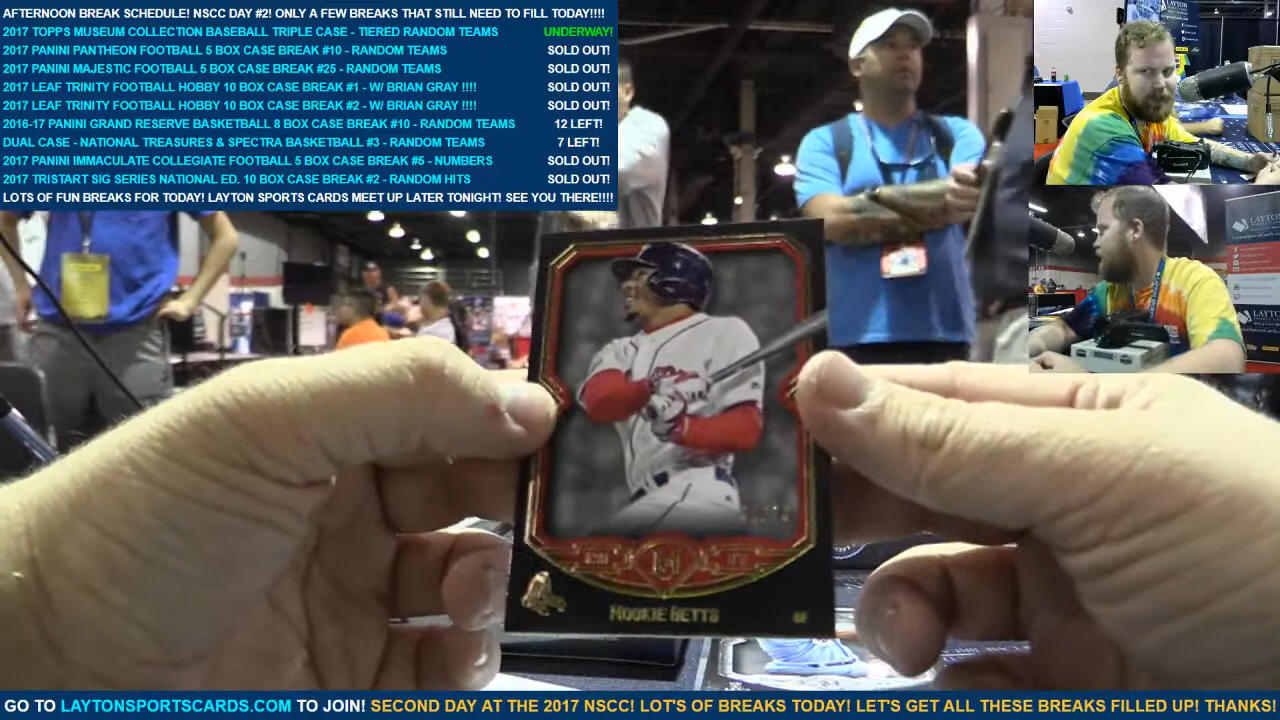 AFTERNOON BREAK SCHEDULE! NSCC DAY #2! ONLY A FEW BREAKS THAT STILL NEED TO FILL TODAY!!!!
2017 TOPPS MUSEUM COLLECTION BASEBALL TRIPLE CASE - TIERED RANDOM TEAMS UNDERWAY!
2017 PANINI PANTHEON FOOTBALL 5 BOX CASE BREAK #10 - RANDOM TEAMS SOLD OUT!
2017 PANINI MAJESTIC FOOTBALL 5 BOX CASE BREAK #25 - RANDOM TEAMS SOLD OUT!
2017 LEAF TRINITY FOOTBALL HOBBY 10 BOX CASE BREAK #1 - W/ BRIAN GRAY !!!! SOLD OUT!
2017 LEAF TRINITY FOOTBALL HOBBY 10 BOX CASE BREAK #2 - W/ BRIAN GRAY !!!! SOLD OUT!
2016-17 PANINI GRAND RESERVE BASKETBALL 8 BOX CASE BREAK #10 - RANDOM TEAMS 12 LEFT!
DUAL CASE - NATIONAL TREASURES & SPECTRA BASKETBALL #3 - RANDOM TEAMS 7 LEFT!
2017 PANINI IMMACULATE COLLEGIATE FOOTBALL 5 BOX CASE BREAK #5 - NUMBERS SOLD OUT!
2017 TRISTART SIG SERIES NATIONAL ED. 10 BOX CASE BREAK #2 - RANDOM HITS SOLD OUT!
LOTS OF FUN BREAKS FOR TODAY! LAYTON SPORTS CARDS MEET UP LATER TONIGHT! SEE YOU THERE!!!!
LAYTON
MOOKIE BETTS OF
GO TO LAYTONSPORTSCARDS.COM TO JOIN! SECOND DAY AT THE 2017 NSCC! LOT'S OF BREAKS TODAY! LET'S GET ALL THESE BREAKS FILLED UP! THANKS!